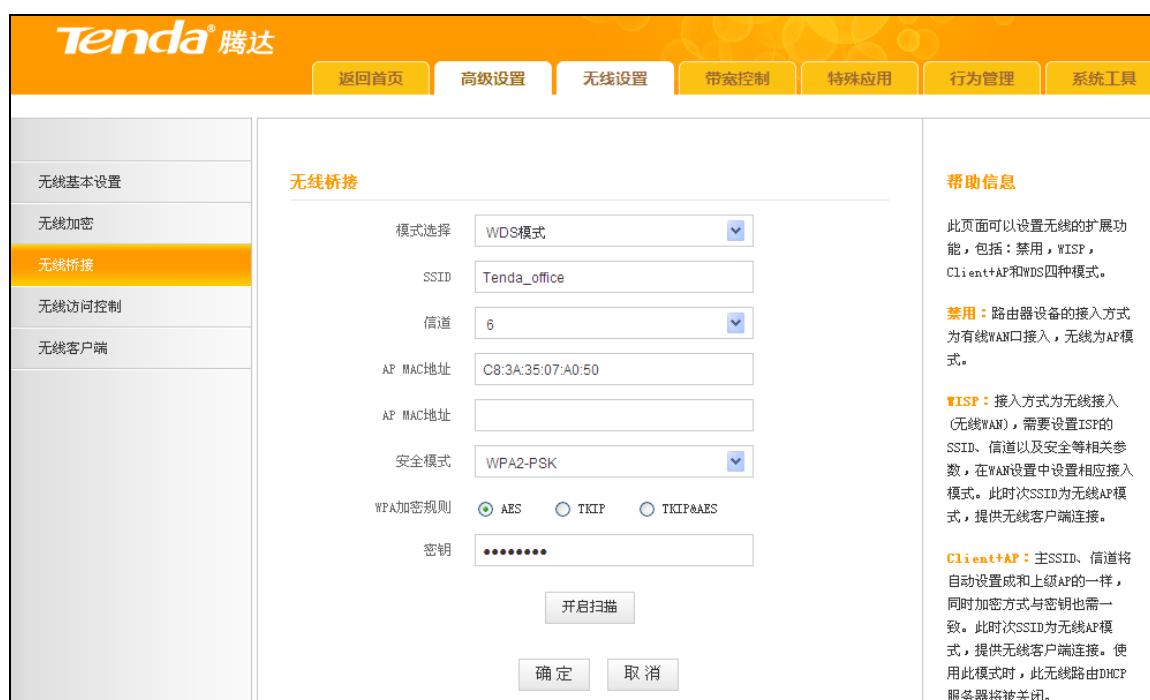 Tenda® 腾达
返回首页
高级设置
无线设置
带宽控制
特殊应用
行为管理
系统工具
无线基本设置
无线加密
无线桥接
无线访问控制
无线客户端
无线桥接
模式选择 WDS模式
SSID Tenda_office
信道 6
AP MAC地址 C8:3A:35:07:A0:50
AP MAC地址
安全模式 WPA2-PSK
WPA加密规则 AES TKIP TKIP&AES
密钥 ••••••••
开启扫描
确定 取消
帮助信息
此页面可以设置无线的扩展功
能，包括：禁用，WISP，
Client+AP和WDS四种模式。
禁用：路由器设备的接入方式
为有线WAN口接入，无线为AP模
式。
WISP：接入方式为无线接入
(无线WAN)，需要设置ISP的
SSID、信道以及安全等相关参
数，在WAN设置中设置相应接入
模式。此时次SSID为无线AP模
式，提供无线客户端连接。
Client+AP：主SSID、信道将
自动设置成和上级AP的一样，
同时加密方式与密钥也需一
致。此时次SSID为无线AP模
式，提供无线客户端连接。使
用此模式时，此无线路由DHCP
服务器将被关闭。